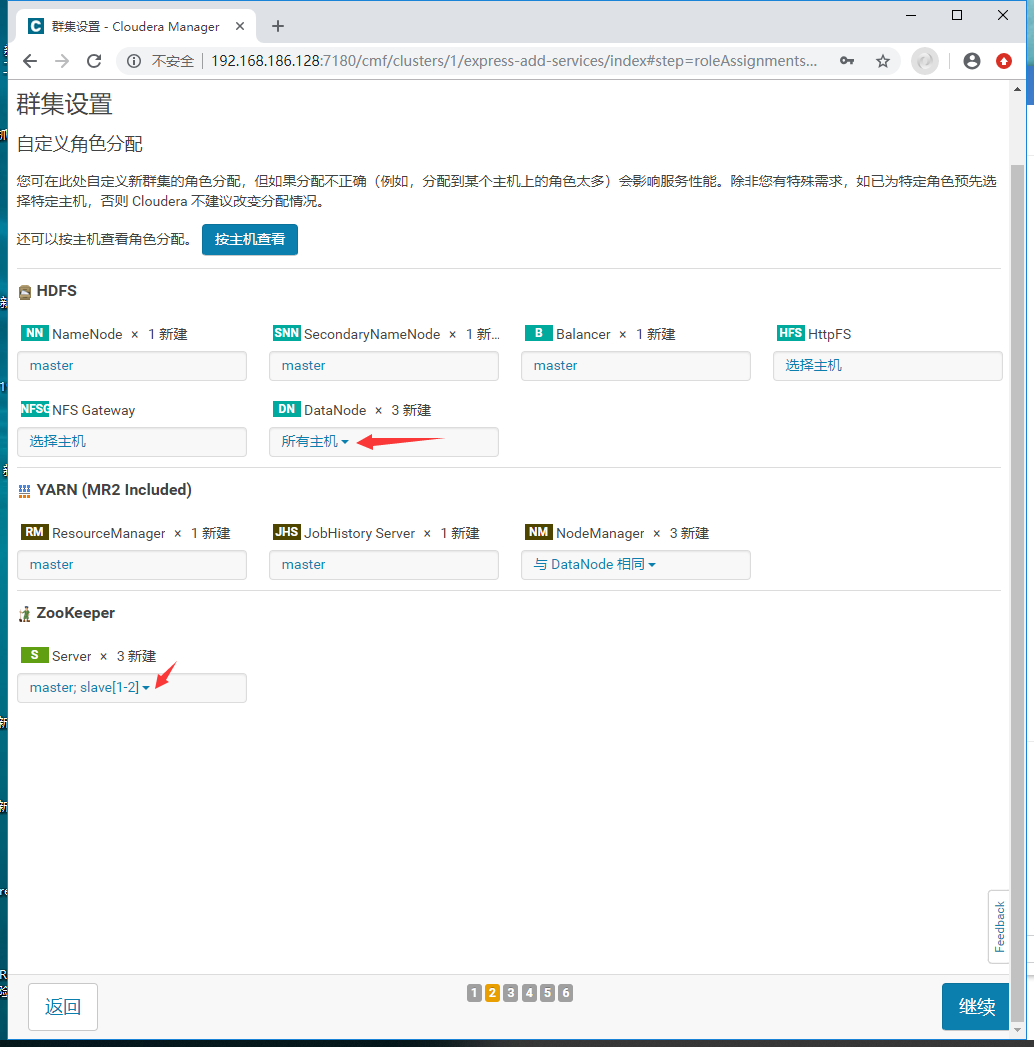 群集设置 - Cloudera Manager
不安全 192.168.186.128:7180/cmf/clusters/1/express-add-services/index#step=roleAssignments...
群集设置
自定义角色分配
您可在此处自定义新群集的角色分配，但如果分配不正确（例如，分配到某个主机上的角色太多）会影响服务性能。除非您有特殊需求，如已为特定角色预先选
择特定主机，否则 Cloudera 不建议改变分配情况。
还可以按主机查看角色分配。 按主机查看
HDFS
NN NameNode × 1 新建 SNN SecondaryNameNode × 1 新... B Balancer × 1 新建 HFS HttpFS
master master master 选择主机
NFSG NFS Gateway DN DataNode × 3 新建
选择主机 所有主机
YARN (MR2 Included)
RM ResourceManager × 1 新建 JHS JobHistory Server × 1 新建 NM NodeManager × 3 新建
master master 与 DataNode 相同
ZooKeeper
S Server × 3 新建
master; slave[1-2]
Feedback
返回 1 2 3 4 5 6 继续